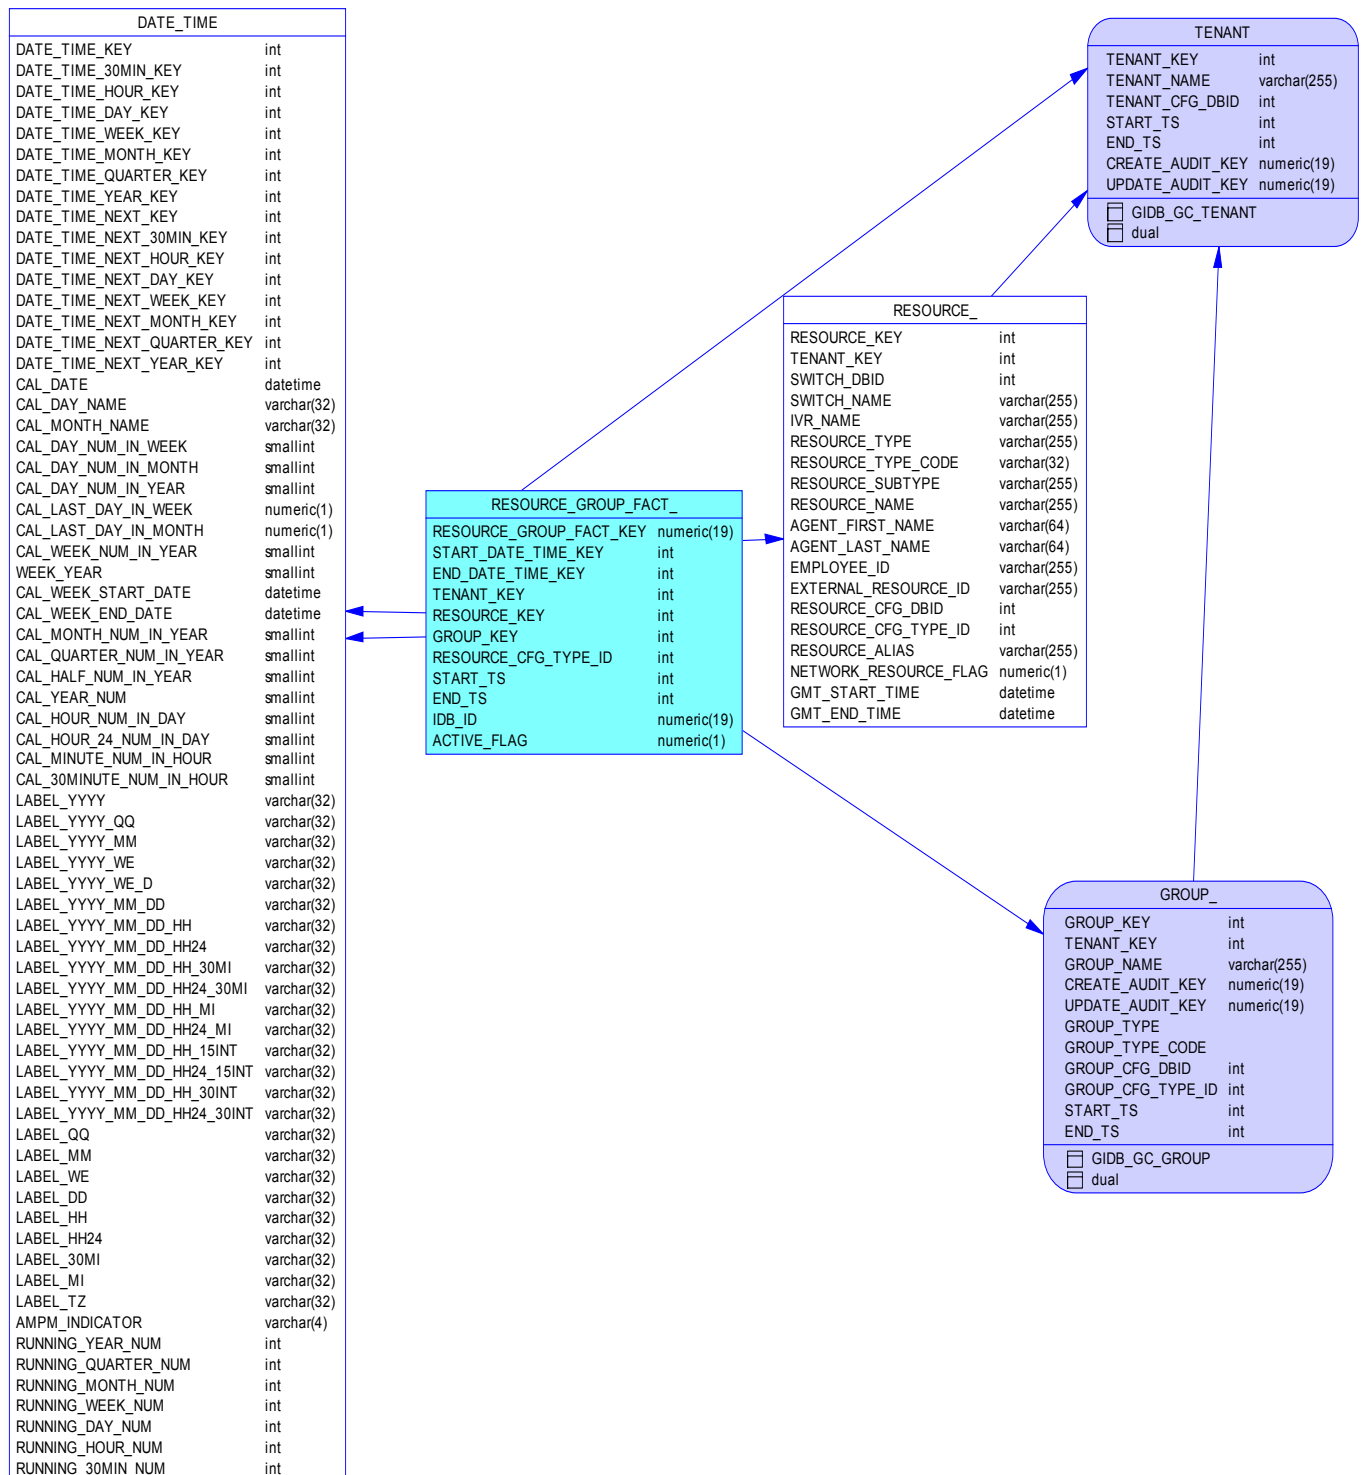 DATE_TIME
DATE_TIME_KEY int
DATE_TIME_30MIN_KEY int
DATE_TIME_HOUR_KEY int
DATE_TIME_DAY_KEY int
DATE_TIME_WEEK_KEY int
DATE_TIME_MONTH_KEY int
DATE_TIME_QUARTER_KEY int
DATE_TIME_YEAR_KEY int
DATE_TIME_NEXT_KEY int
DATE_TIME_NEXT_30MIN_KEY int
DATE_TIME_NEXT_HOUR_KEY int
DATE_TIME_NEXT_DAY_KEY int
DATE_TIME_NEXT_WEEK_KEY int
DATE_TIME_NEXT_MONTH_KEY int
DATE_TIME_NEXT_QUARTER_KEY int
DATE_TIME_NEXT_YEAR_KEY int
CAL_DATE datetime
CAL_DAY_NAME varchar(32)
CAL_MONTH_NAME varchar(32)
CAL_DAY_NUM_IN_WEEK smallint
CAL_DAY_NUM_IN_MONTH smallint
CAL_DAY_NUM_IN_YEAR smallint
CAL_LAST_DAY_IN_WEEK numeric(1)
CAL_LAST_DAY_IN_MONTH numeric(1)
CAL_WEEK_NUM_IN_YEAR smallint
WEEK_YEAR smallint
CAL_WEEK_START_DATE datetime
CAL_WEEK_END_DATE datetime
CAL_MONTH_NUM_IN_YEAR smallint
CAL_QUARTER_NUM_IN_YEAR smallint
CAL_HALF_NUM_IN_YEAR smallint
CAL_YEAR_NUM smallint
CAL_HOUR_NUM_IN_DAY smallint
CAL_HOUR_24_NUM_IN_DAY smallint
CAL_MINUTE_NUM_IN_HOUR smallint
CAL_30MINUTE_NUM_IN_HOUR smallint
LABEL_YYYY varchar(32)
LABEL_YYYY_QQ varchar(32)
LABEL_YYYY_MM varchar(32)
LABEL_YYYY_WE varchar(32)
LABEL_YYYY_WE_D varchar(32)
LABEL_YYYY_MM_DD varchar(32)
LABEL_YYYY_MM_DD_HH varchar(32)
LABEL_YYYY_MM_DD_HH24 varchar(32)
LABEL_YYYY_MM_DD_HH_30MI varchar(32)
LABEL_YYYY_MM_DD_HH24_30MI varchar(32)
LABEL_YYYY_MM_DD_HH_MI varchar(32)
LABEL_YYYY_MM_DD_HH24_MI varchar(32)
LABEL_YYYY_MM_DD_HH_15INT varchar(32)
LABEL_YYYY_MM_DD_HH24_15INT varchar(32)
LABEL_YYYY_MM_DD_HH_30INT varchar(32)
LABEL_YYYY_MM_DD_HH24_30INT varchar(32)
LABEL_QQ varchar(32)
LABEL_MM varchar(32)
LABEL_WE varchar(32)
LABEL_DD varchar(32)
LABEL_HH varchar(32)
LABEL_HH24 varchar(32)
LABEL_30MI varchar(32)
LABEL_MI varchar(32)
LABEL_TZ varchar(32)
AMPM_INDICATOR varchar(4)
RUNNING_YEAR_NUM int
RUNNING_QUARTER_NUM int
RUNNING_MONTH_NUM int
RUNNING_WEEK_NUM int
RUNNING_DAY_NUM int
RUNNING_HOUR_NUM int
RUNNING_30MIN_NUM int
RESOURCE_GROUP_FACT_
RESOURCE_GROUP_FACT_KEY numeric(19)
START_DATE_TIME_KEY int
END_DATE_TIME_KEY int
TENANT_KEY int
RESOURCE_KEY int
GROUP_KEY int
RESOURCE_CFG_TYPE_ID int
START_TS int
END_TS int
IDB_ID numeric(19)
ACTIVE_FLAG numeric(1)
RESOURCE_
RESOURCE_KEY int
TENANT_KEY int
SWITCH_DBID int
SWITCH_NAME varchar(255)
IVR_NAME varchar(255)
RESOURCE_TYPE varchar(255)
RESOURCE_TYPE_CODE varchar(32)
RESOURCE_SUBTYPE varchar(255)
RESOURCE_NAME varchar(255)
AGENT_FIRST_NAME varchar(64)
AGENT_LAST_NAME varchar(64)
EMPLOYEE_ID varchar(255)
EXTERNAL_RESOURCE_ID varchar(255)
RESOURCE_CFG_DBID int
RESOURCE_CFG_TYPE_ID int
RESOURCE_ALIAS varchar(255)
NETWORK_RESOURCE_FLAG numeric(1)
GMT_START_TIME datetime
GMT_END_TIME datetime
TENANT
TENANT_KEY int
TENANT_NAME varchar(255)
TENANT_CFG_DBID int
START_TS int
END_TS int
CREATE_AUDIT_KEY numeric(19)
UPDATE_AUDIT_KEY numeric(19)
GIDB_GC_TENANT
dual
GROUP_
GROUP_KEY int
TENANT_KEY int
GROUP_NAME varchar(255)
CREATE_AUDIT_KEY numeric(19)
UPDATE_AUDIT_KEY numeric(19)
GROUP_TYPE
GROUP_TYPE_CODE
GROUP_CFG_DBID int
GROUP_CFG_TYPE_ID int
START_TS int
END_TS int
GIDB_GC_GROUP
dual